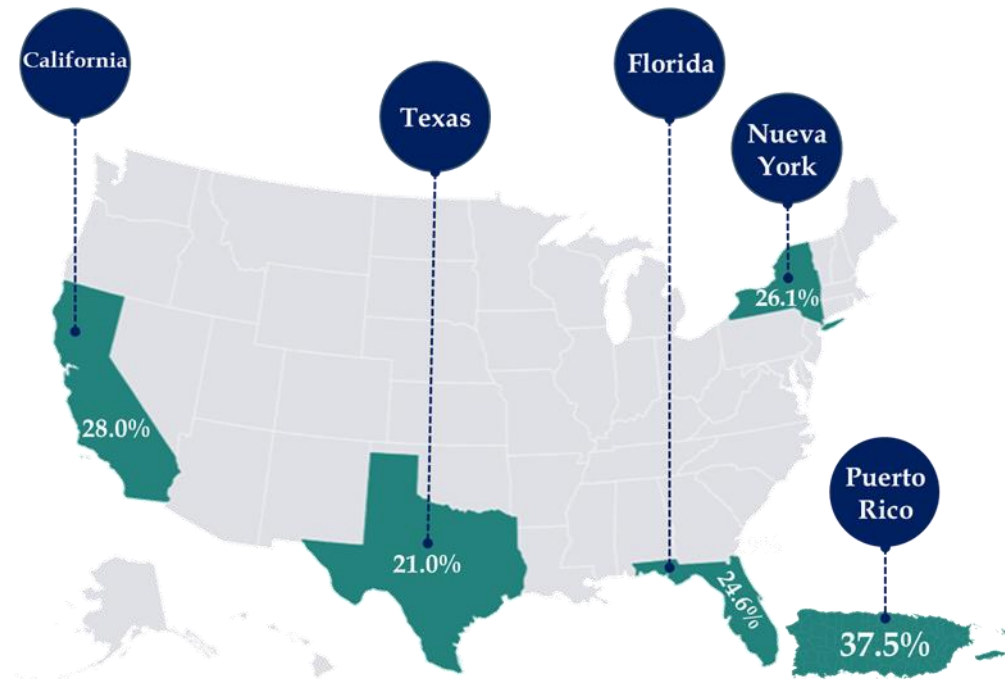 California
Texas
Florida
Nueva
York
26.1%
28.0%
21.0%
24.6%
Puerto
Rico
37.5%